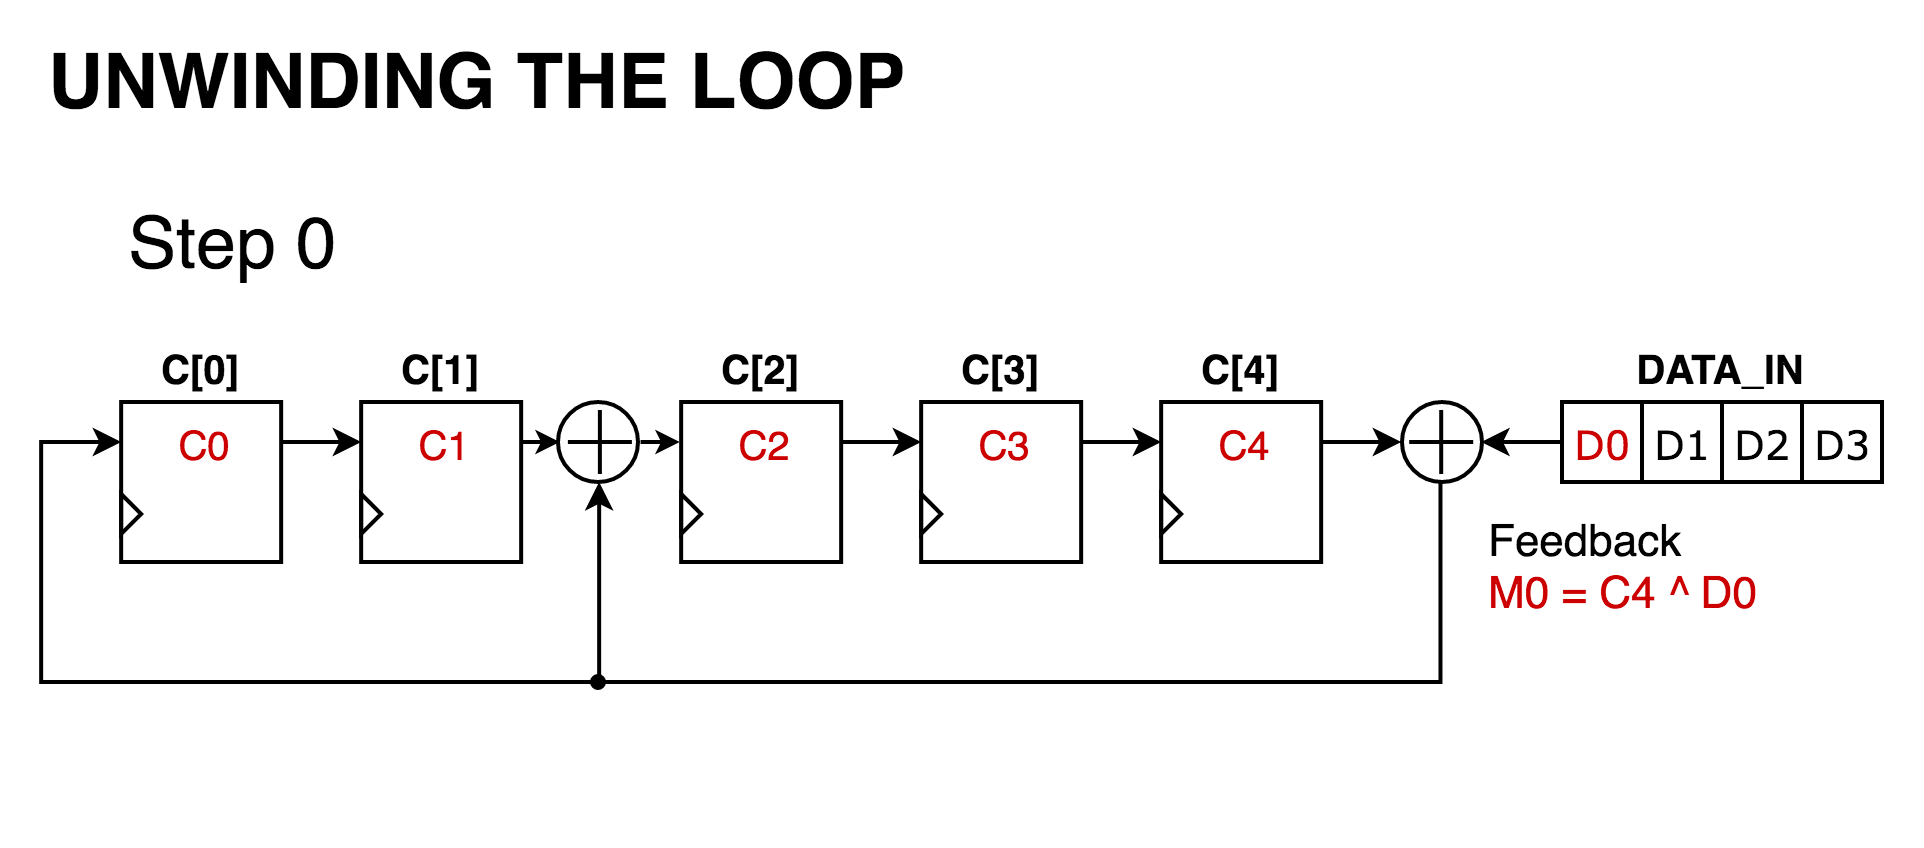 UNWINDING THE LOOP
Step 0
C[0] C[1] C[2] C[3] C[4] DATA_IN
C0 C1 C2 C3 C4 D0 D1 D2 D3
Feedback
M0 = C4 ^ D0